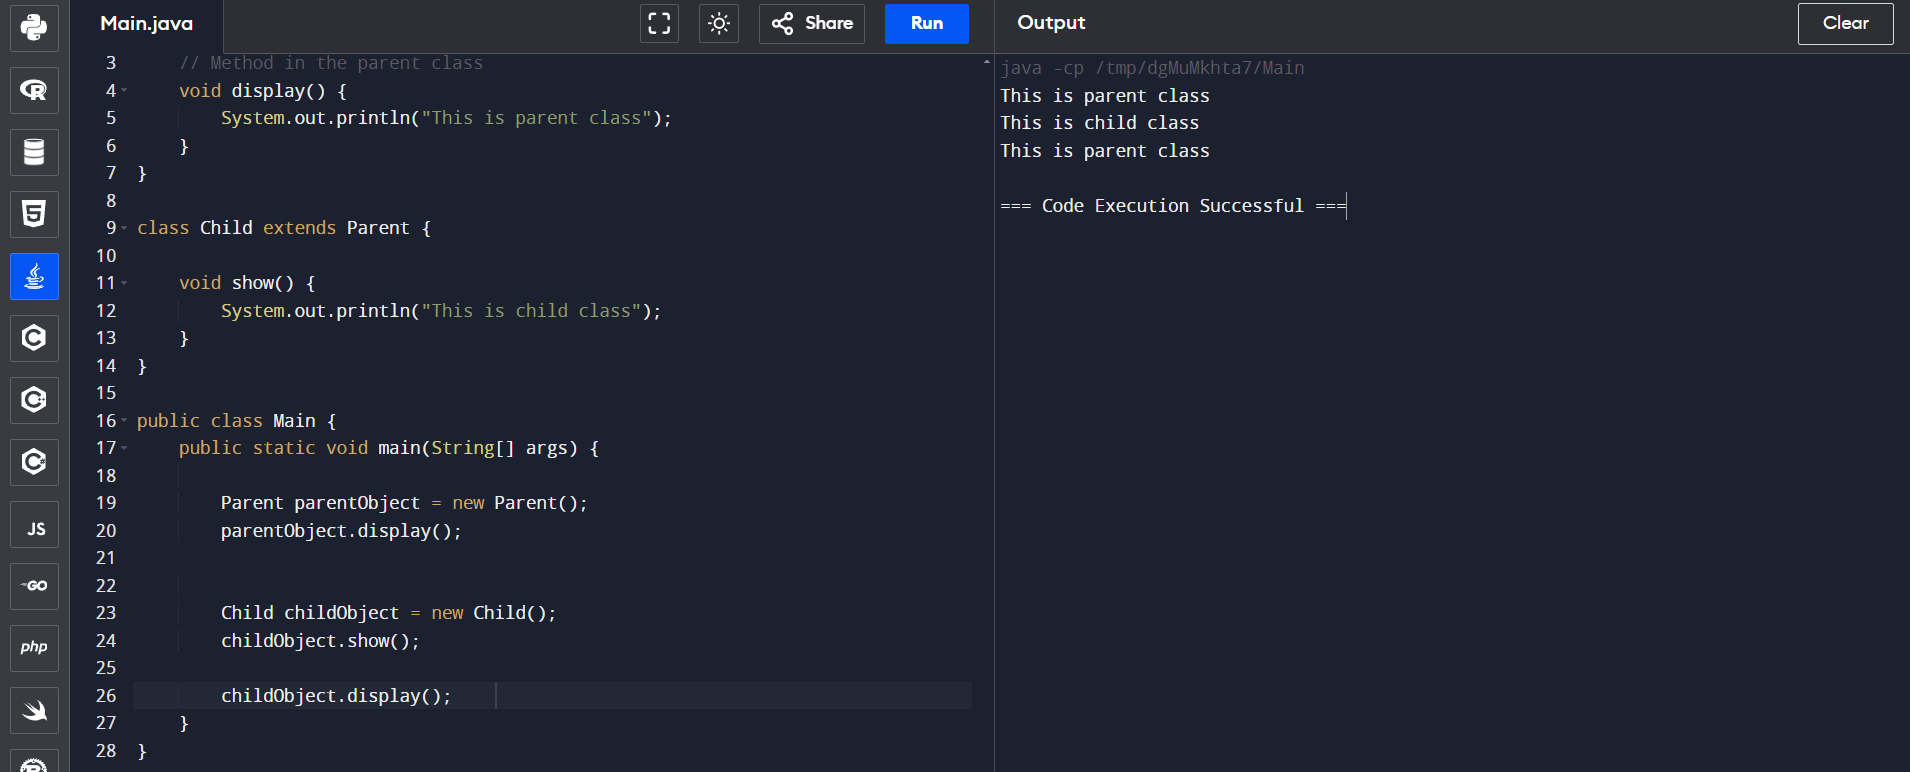 Main.java
Share
Run
Output
Clear
3 // Method in the parent class
4 void display() {
5 System.out.println("This is parent class");
6 }
7 }
8
9 class Child extends Parent {
10
11 void show() {
12 System.out.println("This is child class");
13 }
14 }
15
16 public class Main {
17 public static void main(String[] args) {
18
19 Parent parentObject = new Parent();
20 parentObject.display();
21
22
23 Child childObject = new Child();
24 childObject.show();
25
26 childObject.display();
27 }
28 }
java -cp /tmp/dgMuMkhta7/Main
This is parent class
This is child class
This is parent class
=== Code Execution Successful ===
R
5
C
C++
C#
JS
GO
php